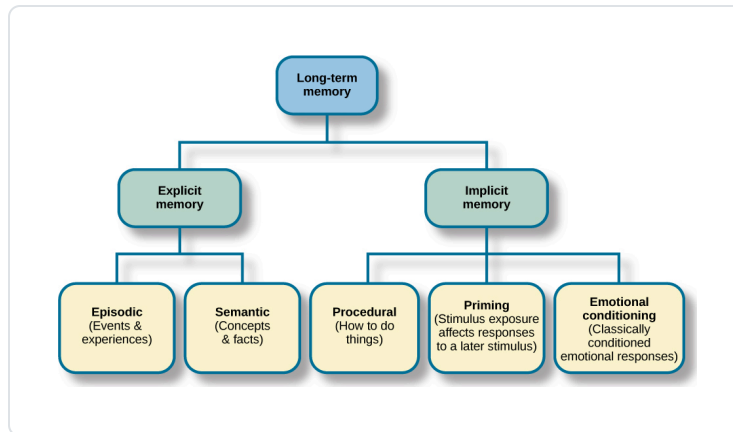 Long-term
memory
Explicit
memory
Implicit
memory
Episodic
(Events &
experiences)
Semantic
(Concepts
& facts)
Procedural
(How to do
things)
Priming
(Stimulus exposure
affects responses
to a later stimulus)
Emotional
conditioning
(Classically
conditioned
emotional responses)